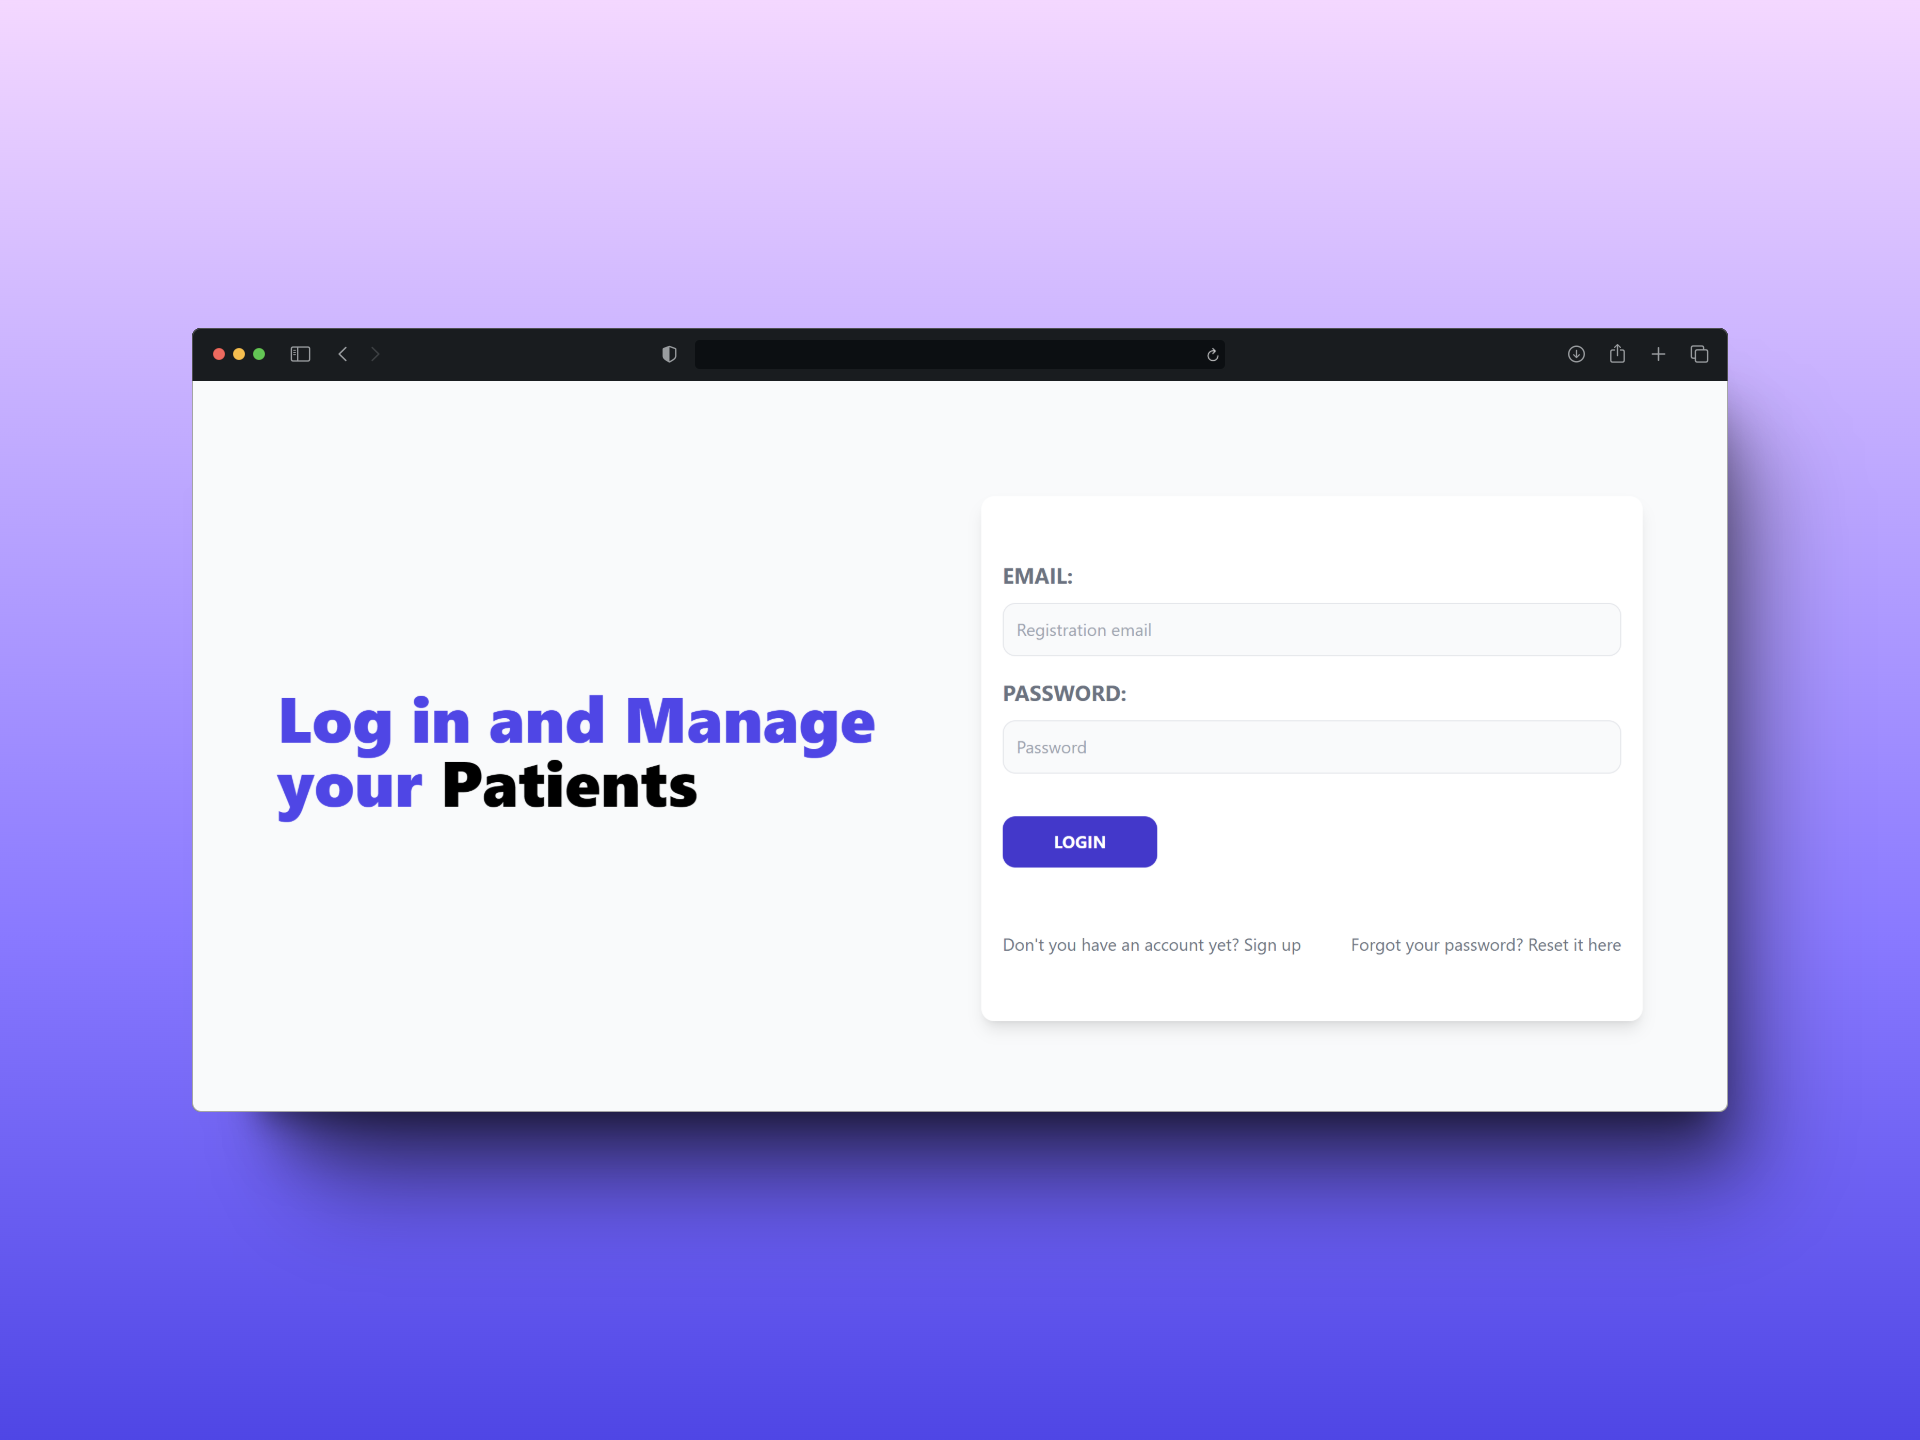 Log in and Manage
your Patients
EMAIL:
Registration email
PASSWORD:
Password
LOGIN
Don't you have an account yet? Sign up
Forgot your password? Reset it here